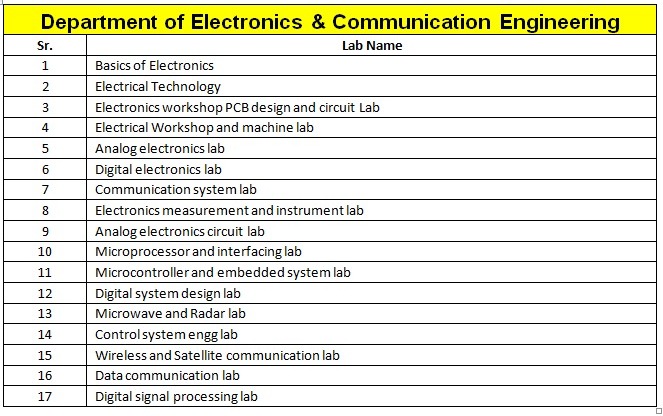 Department of Electronics & Communication Engineering
Sr. Lab Name
1 Basics of Electronics
2 Electrical Technology
3 Electronics workshop PCB design and circuit Lab
4 Electrical Workshop and machine lab
5 Analog electronics lab
6 Digital electronics lab
7 Communication system lab
8 Electronics measurement and instrument lab
9 Analog electronics circuit lab
10 Microprocessor and interfacing lab
11 Microcontroller and embedded system lab
12 Digital system design lab
13 Microwave and Radar lab
14 Control system engg lab
15 Wireless and Satellite communication lab
16 Data communication lab
17 Digital signal processing lab